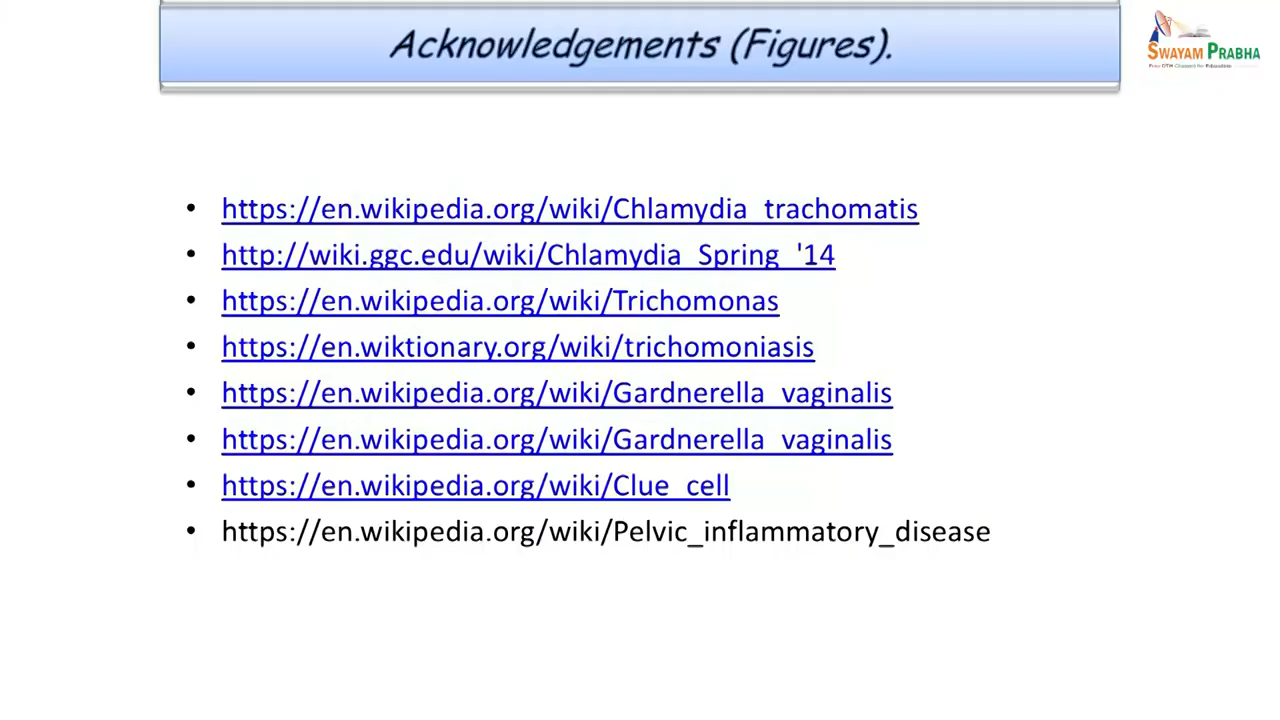 Acknowledgements (Figures).
SWAYAM PRABHA
• https://en.wikipedia.org/wiki/Chlamydia_trachomatis
• http://wiki.ggc.edu/wiki/Chlamydia_Spring_'14
• https://en.wikipedia.org/wiki/Trichomonas
• https://en.wiktionary.org/wiki/trichomoniasis
• https://en.wikipedia.org/wiki/Gardnerella_vaginalis
• https://en.wikipedia.org/wiki/Gardnerella_vaginalis
• https://en.wikipedia.org/wiki/Clue_cell
• https://en.wikipedia.org/wiki/Pelvic_inflammatory_disease